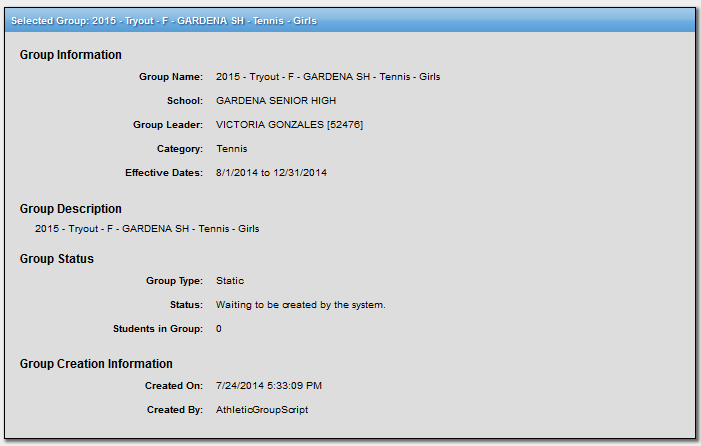 Selected Group: 2015 - Tryout - F - GARDENA SH - Tennis - Girls
Group Information
Group Name: 2015 - Tryout - F - GARDENA SH - Tennis - Girls
School: GARDENA SENIOR HIGH
Group Leader: VICTORIA GONZALES [52476]
Category: Tennis
Effective Dates: 8/1/2014 to 12/31/2014
Group Description
2015 - Tryout - F - GARDENA SH - Tennis - Girls
Group Status
Group Type: Static
Status: Waiting to be created by the system.
Students in Group: 0
Group Creation Information
Created On: 7/24/2014 5:33:09 PM
Created By: AthleticGroupScript